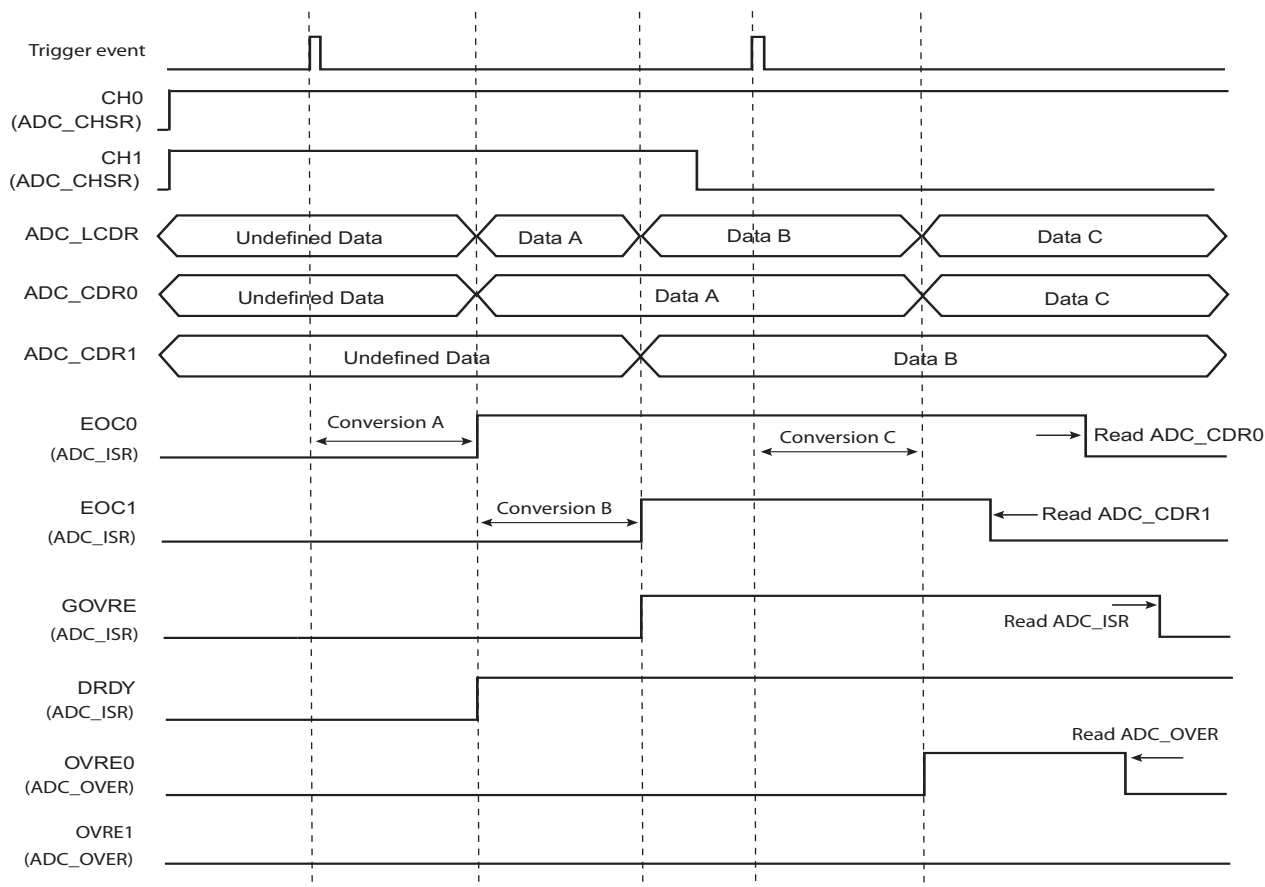 Trigger event
CH0
(ADC_CHSR)
CH1
(ADC_CHSR)
ADC_LCDR
Undefined Data
Data A
Data B
Data C
ADC_CDR0
Undefined Data
Data A
Data C
ADC_CDR1
Undefined Data
Data B
EOC0
(ADC_ISR)
Conversion A
Conversion C
Read ADC_CDR0
EOC1
(ADC_ISR)
Conversion B
Read ADC_CDR1
GOVRE
(ADC_ISR)
Read ADC_ISR
DRDY
(ADC_ISR)
Read ADC_OVER
OVRE0
(ADC_OVER)
OVRE1
(ADC_OVER)